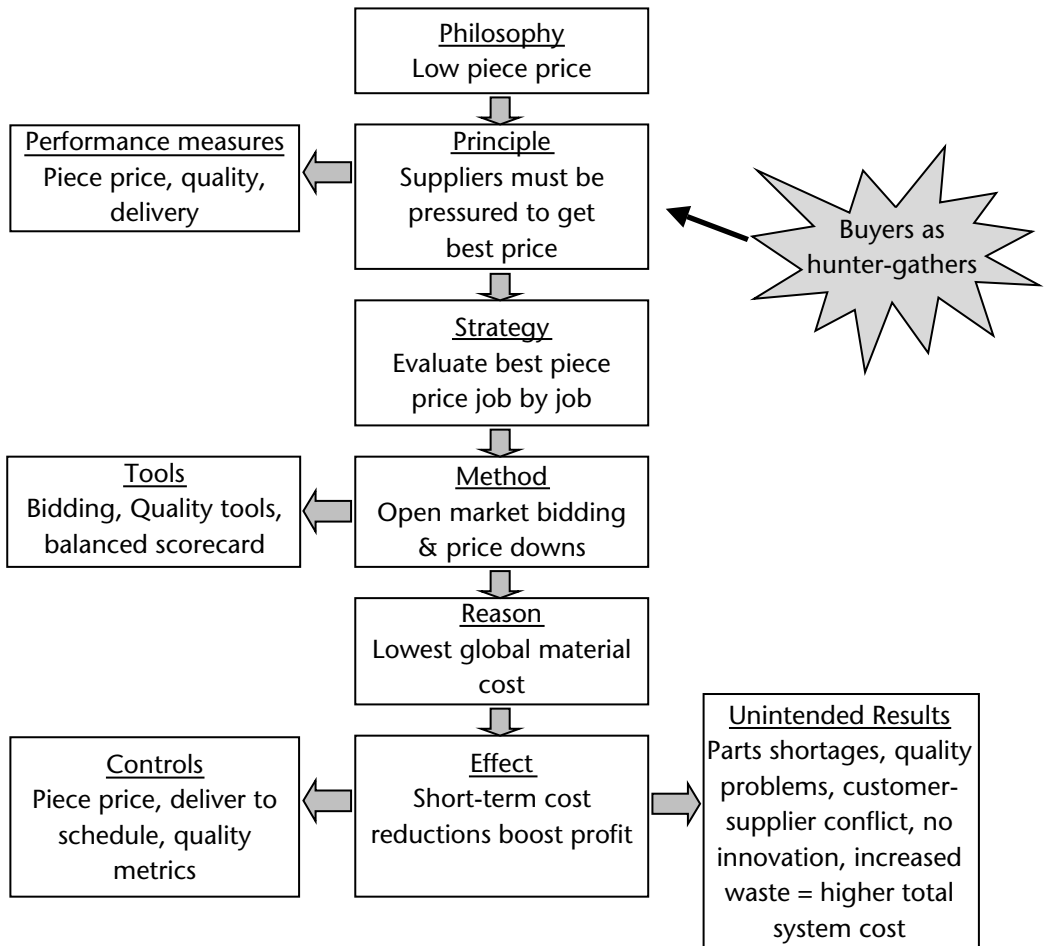 Philosophy
Low piece price
Performance measures
Piece price, quality,
delivery
Principle
Suppliers must be
pressured to get
best price
Buyers as
hunter-gathers
Strategy
Evaluate best piece
price job by job
Tools
Bidding, Quality tools,
balanced scorecard
Method
Open market bidding
& price downs
Reason
Lowest global material
cost
Controls
Piece price, deliver to
schedule, quality
metrics
Effect
Short-term cost
reductions boost profit
Unintended Results
Parts shortages, quality
problems, customer-
supplier conflict, no
innovation, increased
waste = higher total
system cost